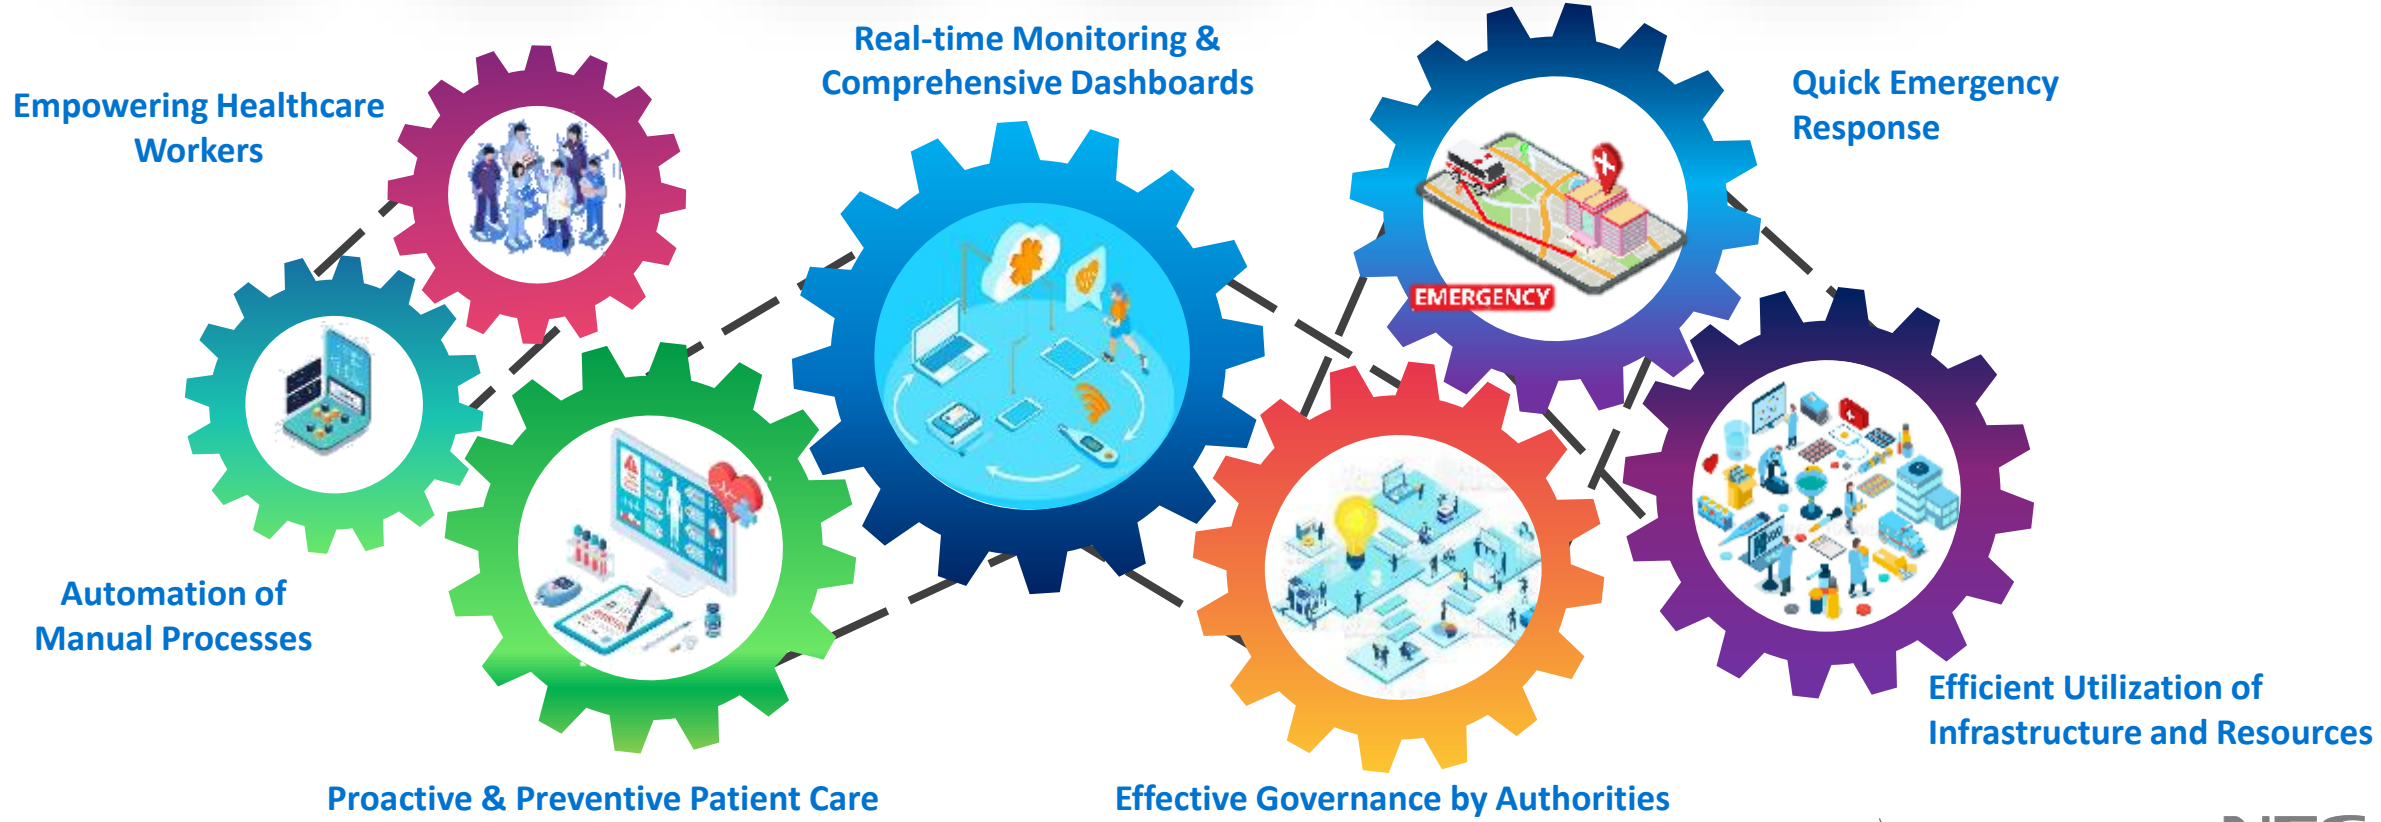 Real-time Monitoring &
Comprehensive Dashboards
Empowering Healthcare
Workers
Quick Emergency
Response
EMERGENCY
Automation of
Manual Processes
Efficient Utilization of
Infrastructure and Resources
Proactive & Preventive Patient Care
Effective Governance by Authorities